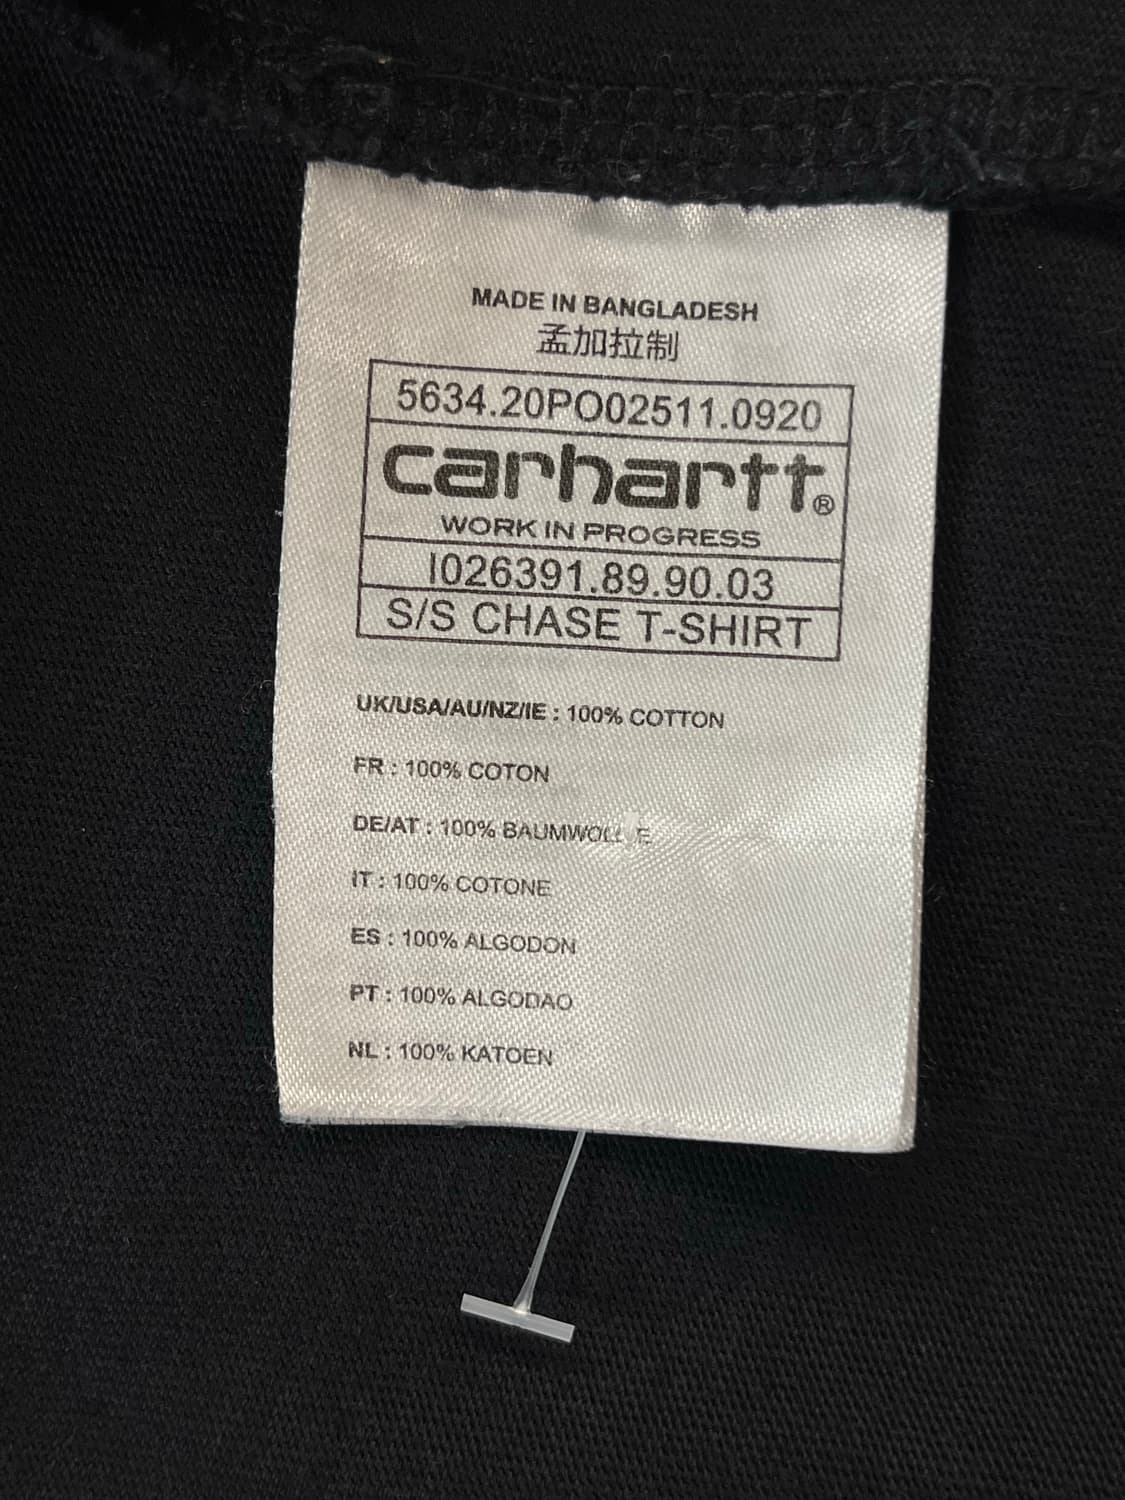 MADE IN BANGLADESH
孟加拉制
5634.20PO02511.0920
carhartt®
WORK IN PROGRESS
I026391.89.90.03
S/S CHASE T-SHIRT
UK/USA/AU/NZ/IE : 100% COTTON
FR : 100% COTON
DE/AT : 100% BAUMWOLLE
IT : 100% COTONE
ES : 100% ALGODON
PT : 100% ALGODAO
NL : 100% KATOEN